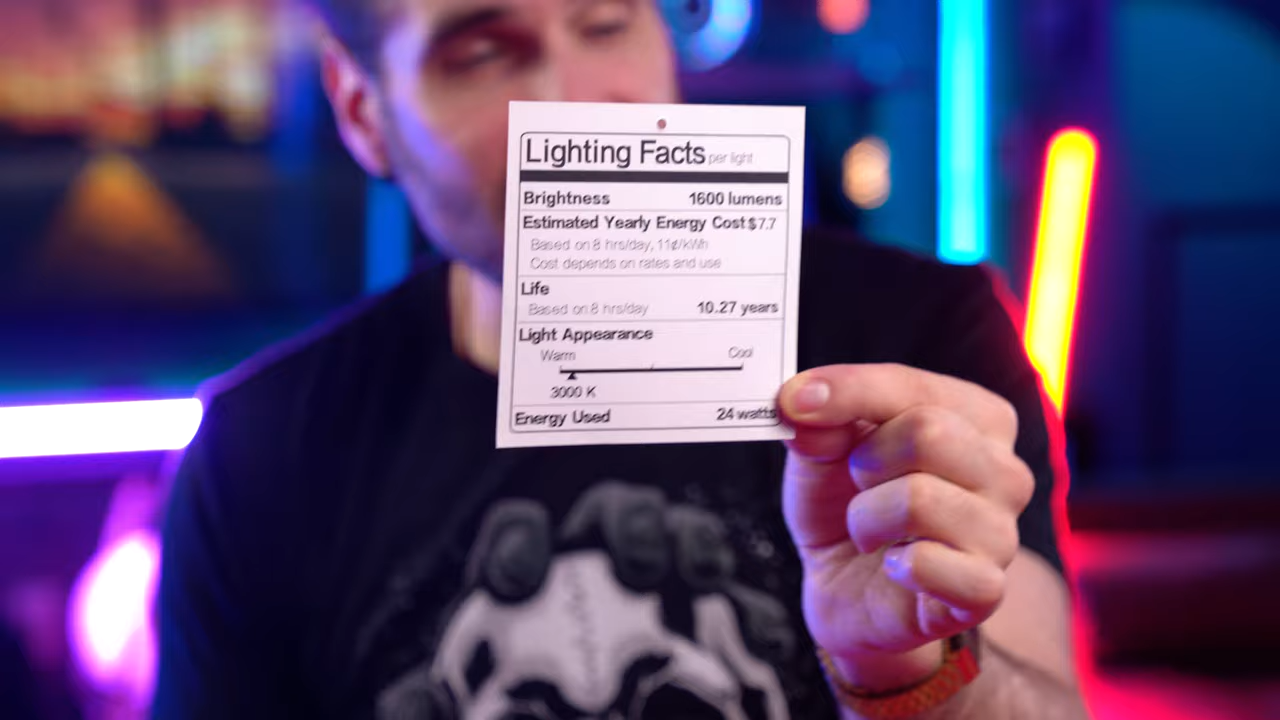 Lighting Facts per light
Brightness 1600 lumens
Estimated Yearly Energy Cost $7.7
Based on 8 hrs/day, 11¢/kWh
Cost depends on rates and use
Life
Based on 8 hrs/day 10.27 years
Light Appearance
Warm Cool
3000 K
Energy Used 24 watts